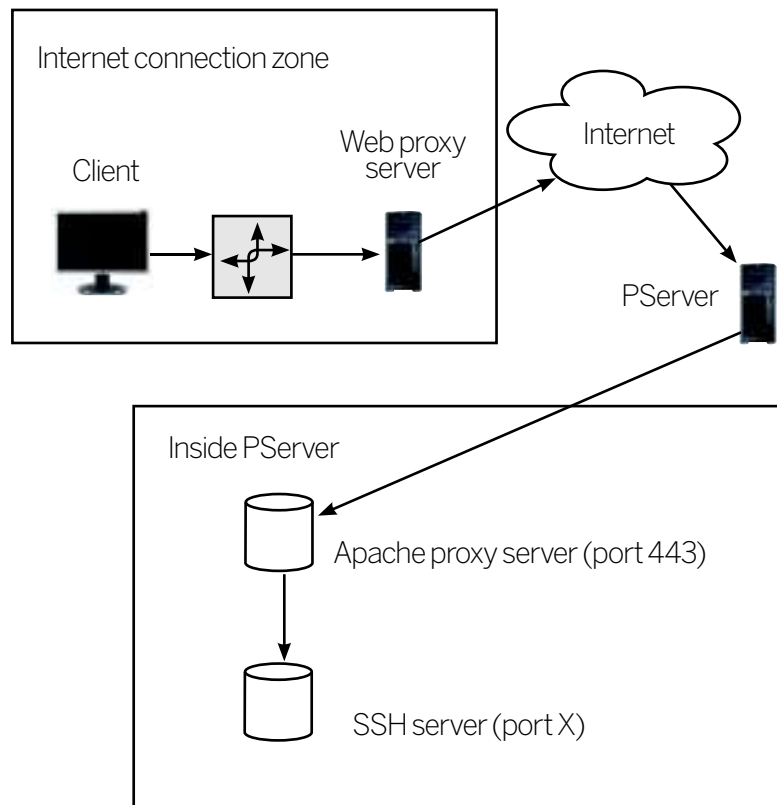 Internet connection zone
Client
Web proxy
server
Internet
PServer
Inside PServer
Apache proxy server (port 443)
SSH server (port X)